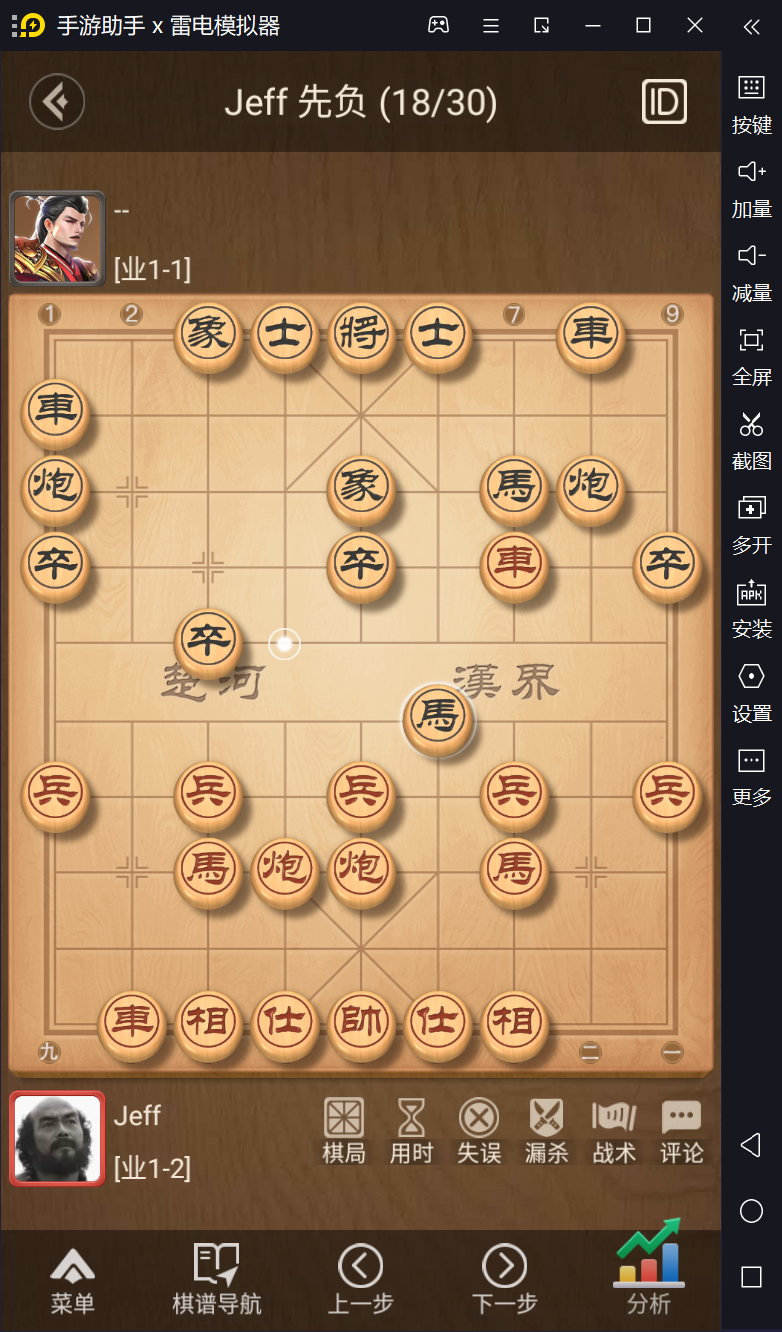 手游助手 x 雷电模拟器
Jeff 先负 (18/30)
ID
按键
加量
减量
全屏
截图
多开
APK
安装
设置
更多
--
[业1-1]
1 2 7 9
象 士 將 士 車
車
炮 象 馬 炮
卒 卒 車 卒
卒
楚河 漢界
馬
兵 兵 兵 兵 兵
馬 炮 炮 馬
車 相 仕 帥 仕 相
九 二 一
Jeff
[业1-2]
棋局 用时 失误 漏杀 战术 评论
菜单 棋谱导航 上一步 下一步 分析